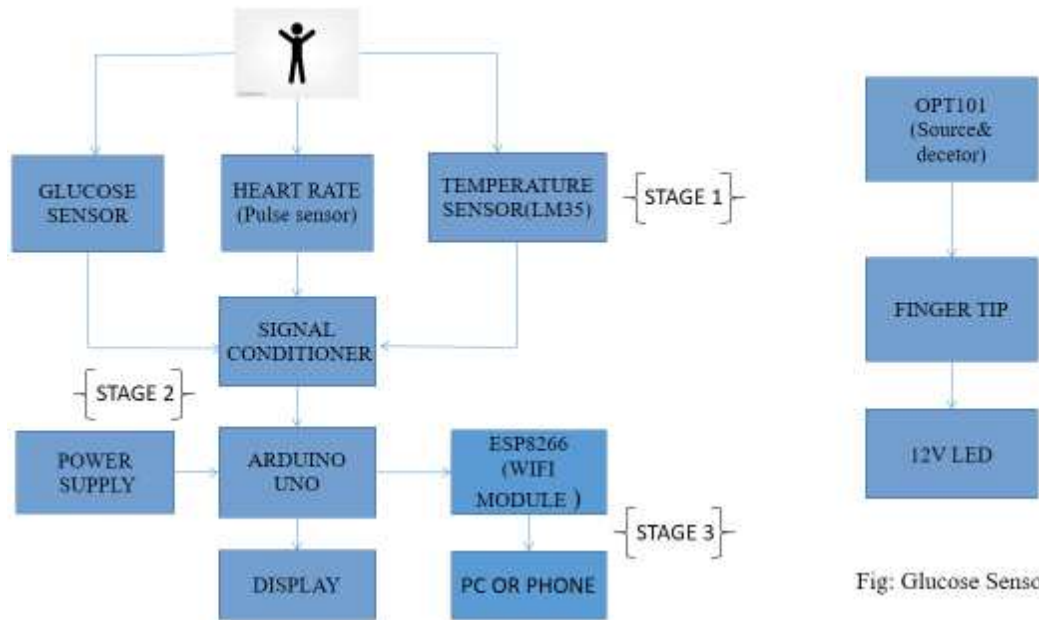 GLUCOSE
SENSOR
HEART RATE
(Pulse sensor)
TEMPERATURE
SENSOR(LM35)
STAGE 1
SIGNAL
CONDITIONER
STAGE 2
POWER
SUPPLY
ARDUINO
UNO
ESP8266
(WIFI
MODULE )
STAGE 3
DISPLAY
PC OR PHONE
OPT101
(Source&
decetor)
FINGER TIP
12V LED
Fig: Glucose Senso